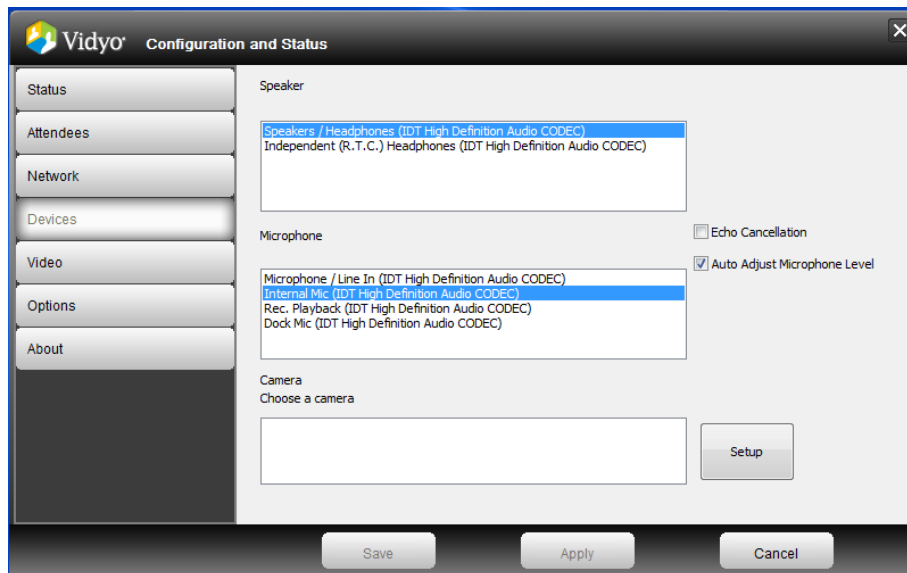 Vidyo Configuration and Status
Status
Attendees
Network
Devices
Video
Options
About
Speaker
Speakers / Headphones (IDT High Definition Audio CODEC)
Independent (R.T.C.) Headphones (IDT High Definition Audio CODEC)
Microphone
Echo Cancellation
Auto Adjust Microphone Level
Microphone / Line In (IDT High Definition Audio CODEC)
Internal Mic (IDT High Definition Audio CODEC)
Rec. Playback (IDT High Definition Audio CODEC)
Dock Mic (IDT High Definition Audio CODEC)
Camera
Choose a camera
Setup
Save Apply Cancel